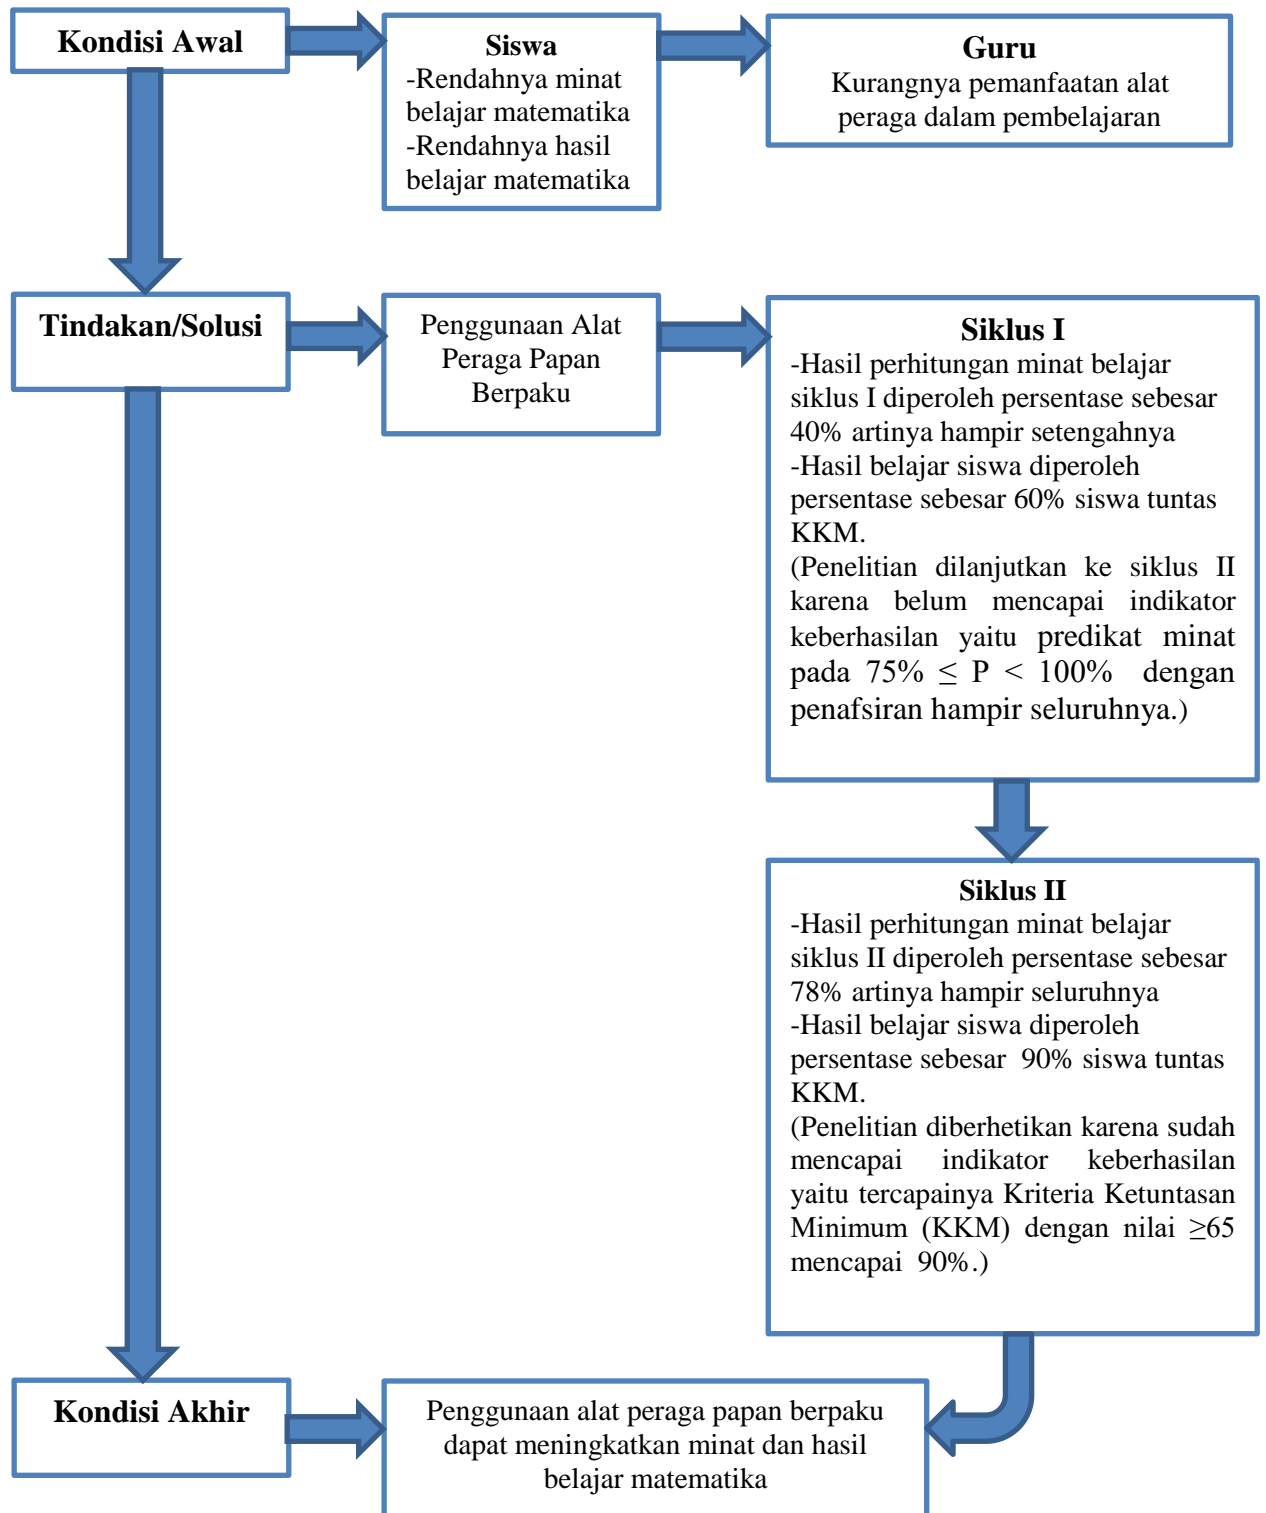 Kondisi Awal
Siswa
-Rendahnya minat
belajar matematika
-Rendahnya hasil
belajar matematika
Guru
Kurangnya pemanfaatan alat
peraga dalam pembelajaran
Tindakan/Solusi
Penggunaan Alat
Peraga Papan
Berpaku
Siklus I
-Hasil perhitungan minat belajar
siklus I diperoleh persentase sebesar
40% artinya hampir setengahnya
-Hasil belajar siswa diperoleh
persentase sebesar 60% siswa tuntas
KKM.
(Penelitian dilanjutkan ke siklus II
karena belum mencapai indikator
keberhasilan yaitu predikat minat
pada 75% ≤ P < 100% dengan
penafsiran hampir seluruhnya.)
Siklus II
-Hasil perhitungan minat belajar
siklus II diperoleh persentase sebesar
78% artinya hampir seluruhnya
-Hasil belajar siswa diperoleh
persentase sebesar 90% siswa tuntas
KKM.
(Penelitian diberhetikan karena sudah
mencapai indikator keberhasilan
yaitu tercapainya Kriteria Ketuntasan
Minimum (KKM) dengan nilai ≥65
mencapai 90%.)
Kondisi Akhir
Penggunaan alat peraga papan berpaku
dapat meningkatkan minat dan hasil
belajar matematika